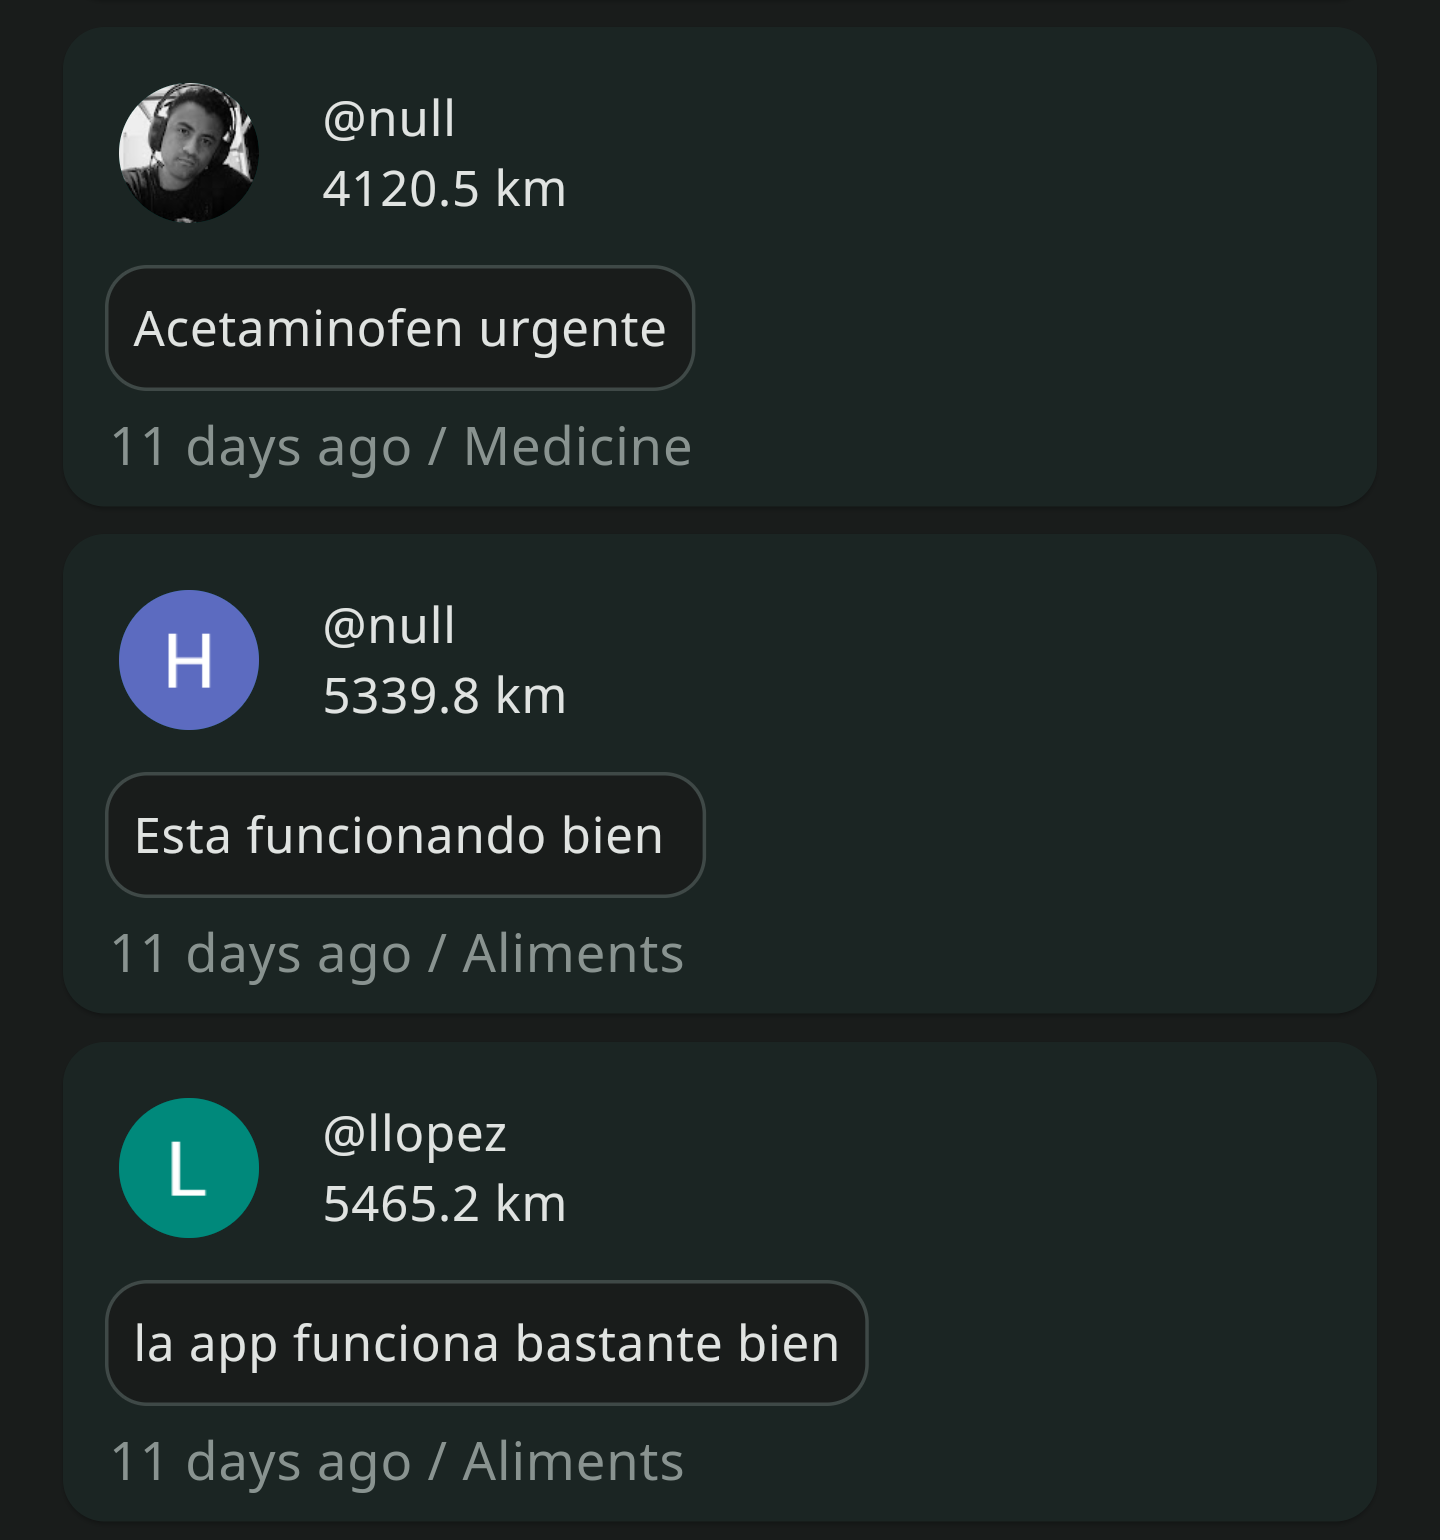 @null
4120.5 km
Acetaminofen urgente
11 days ago / Medicine
H
@null
5339.8 km
Esta funcionando bien
11 days ago / Aliments
L
@llopez
5465.2 km
la app funciona bastante bien
11 days ago / Aliments